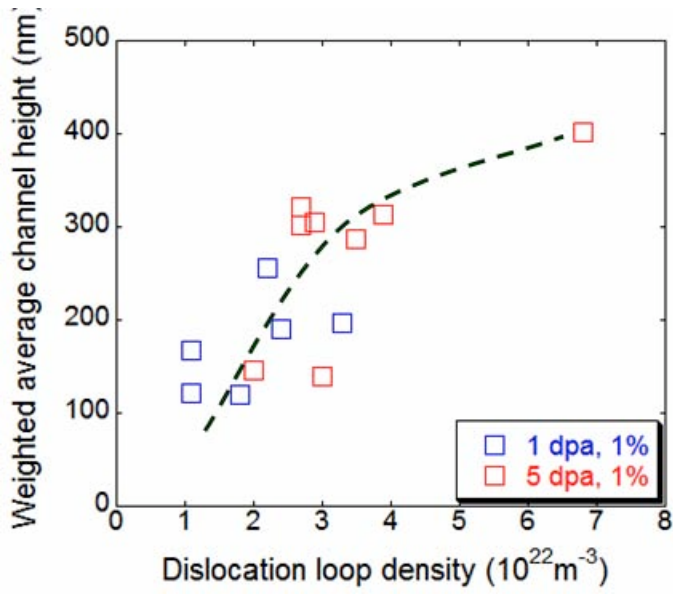 Weighted average channel height (nm)
500
400
300
200
100
0
0 1 2 3 4 5 6 7 8
1 dpa, 1%
5 dpa, 1%
Dislocation loop density (10²²m⁻³)